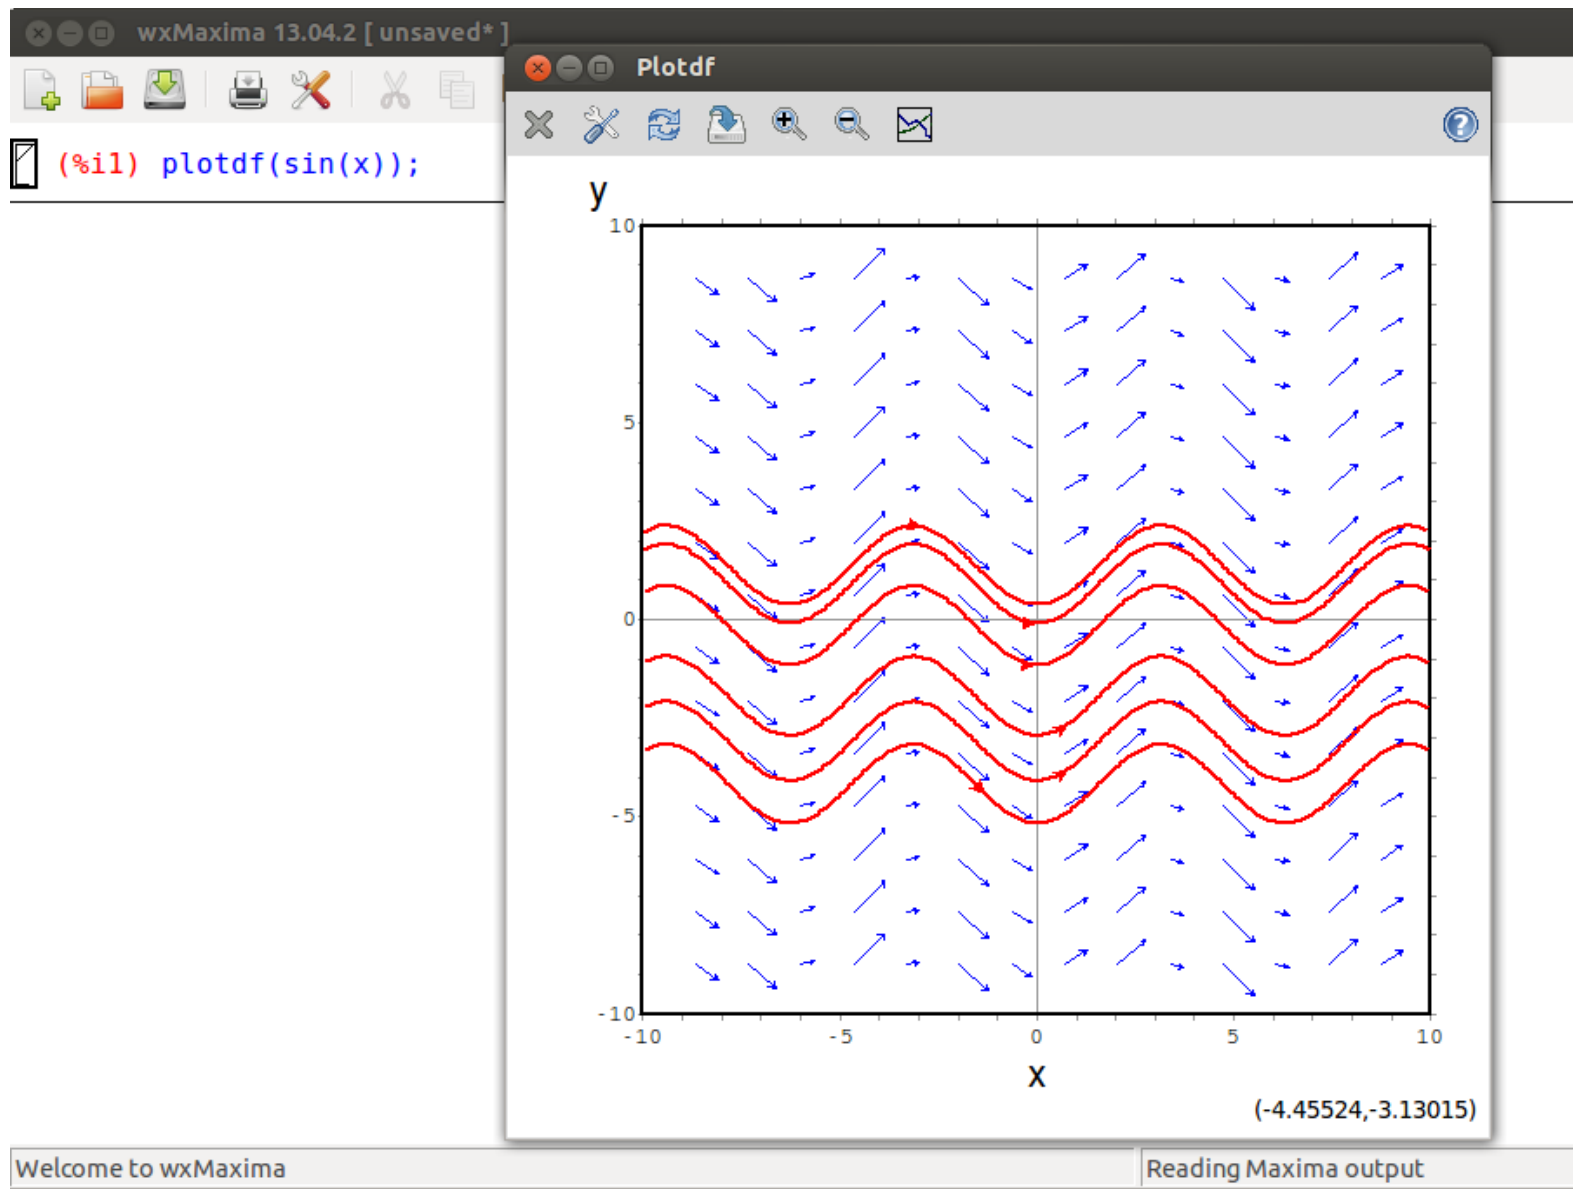 wxMaxima 13.04.2 [ unsaved* ]
Plotdf
(%i1) plotdf(sin(x));
y
10
5
0
-5
-10
-10 -5 0 5 10
x
(-4.45524,-3.13015)
Welcome to wxMaxima
Reading Maxima output